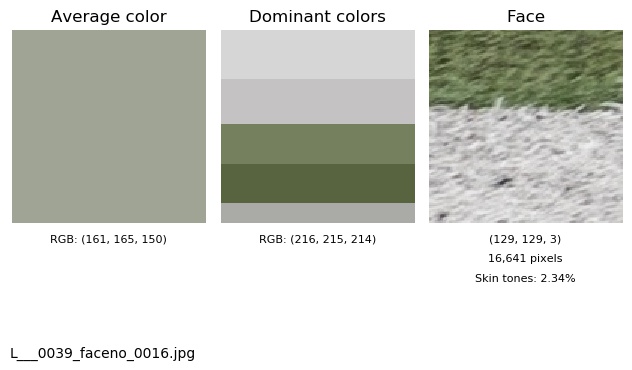 Average color
Dominant colors
Face
RGB: (161, 165, 150)
RGB: (216, 215, 214)
(129, 129, 3)
16,641 pixels
Skin tones: 2.34%
L___0039_faceno_0016.jpg